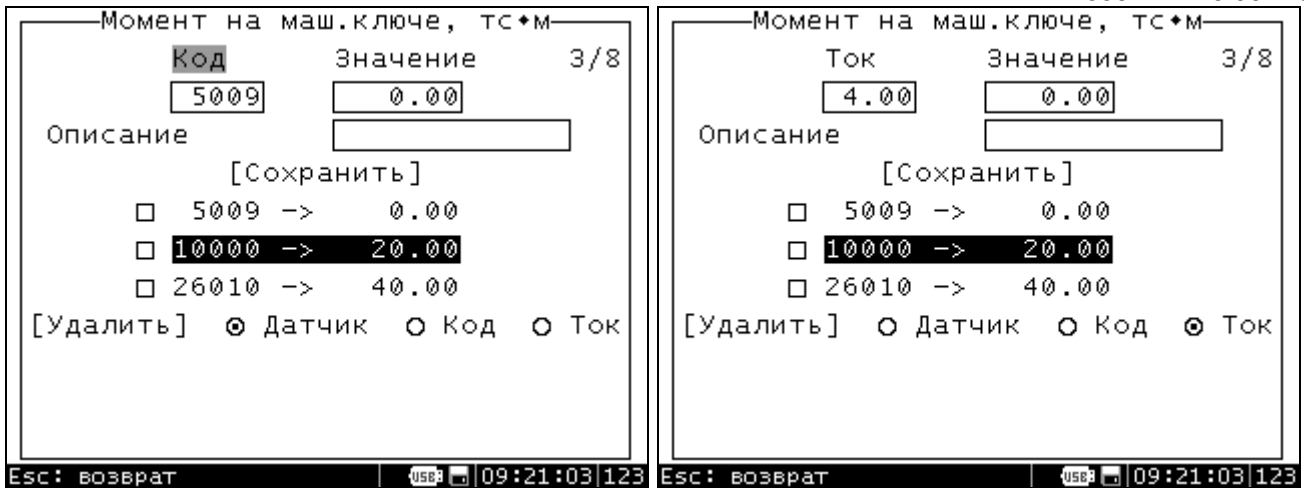 Момент на маш.ключе, тс◆м
Код Значение 3/8
5009 0.00
Описание
[Сохранить]
5009 -> 0.00
10000 -> 20.00
26010 -> 40.00
[Удалить] Датчик Код Ток
Esc: возврат USB 09:21:03 123
Момент на маш.ключе, тс◆м
Ток Значение 3/8
4.00 0.00
Описание
[Сохранить]
5009 -> 0.00
10000 -> 20.00
26010 -> 40.00
[Удалить] Датчик Код Ток
Esc: возврат USB 09:21:03 123